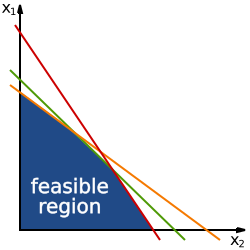 x₁
feasible
region
x₂